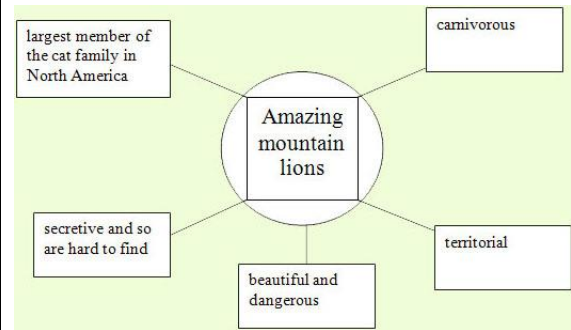 largest member of
the cat family in
North America
carnivorous
Amazing
mountain
lions
secretive and so
are hard to find
territorial
beautiful and
dangerous